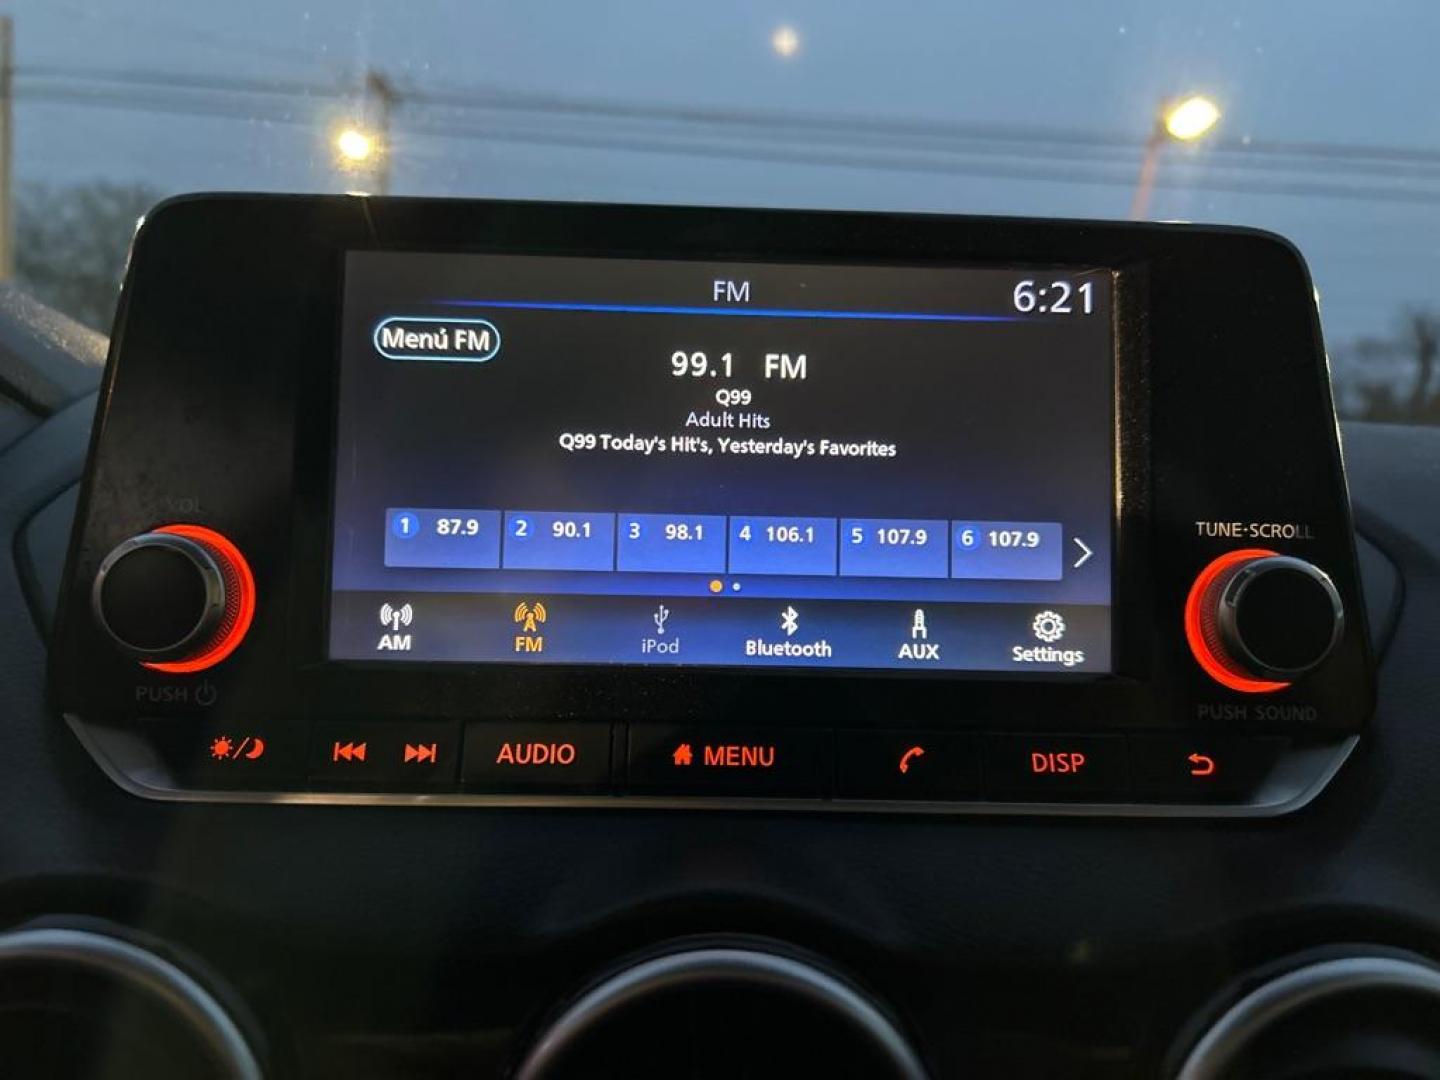 FM
6:21
Menú FM
99.1 FM
Q99
Adult Hits
Q99 Today's Hit's, Yesterday's Favorites
1 87.9 2 90.1 3 98.1 4 106.1 5 107.9 6 107.9
AM FM iPod Bluetooth AUX Settings
VOL
PUSH
TUNE·SCROLL
PUSH SOUND
AUDIO MENU DISP